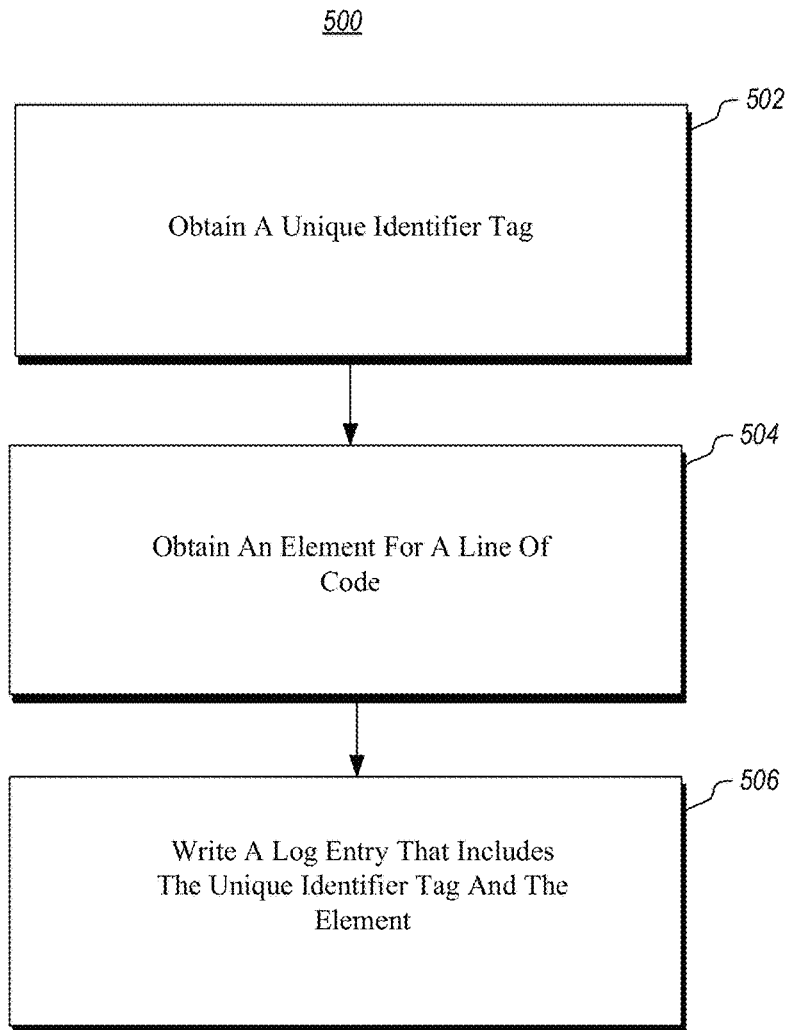 500
502
Obtain A Unique Identifier Tag
504
Obtain An Element For A Line Of
Code
506
Write A Log Entry That Includes
The Unique Identifier Tag And The
Element